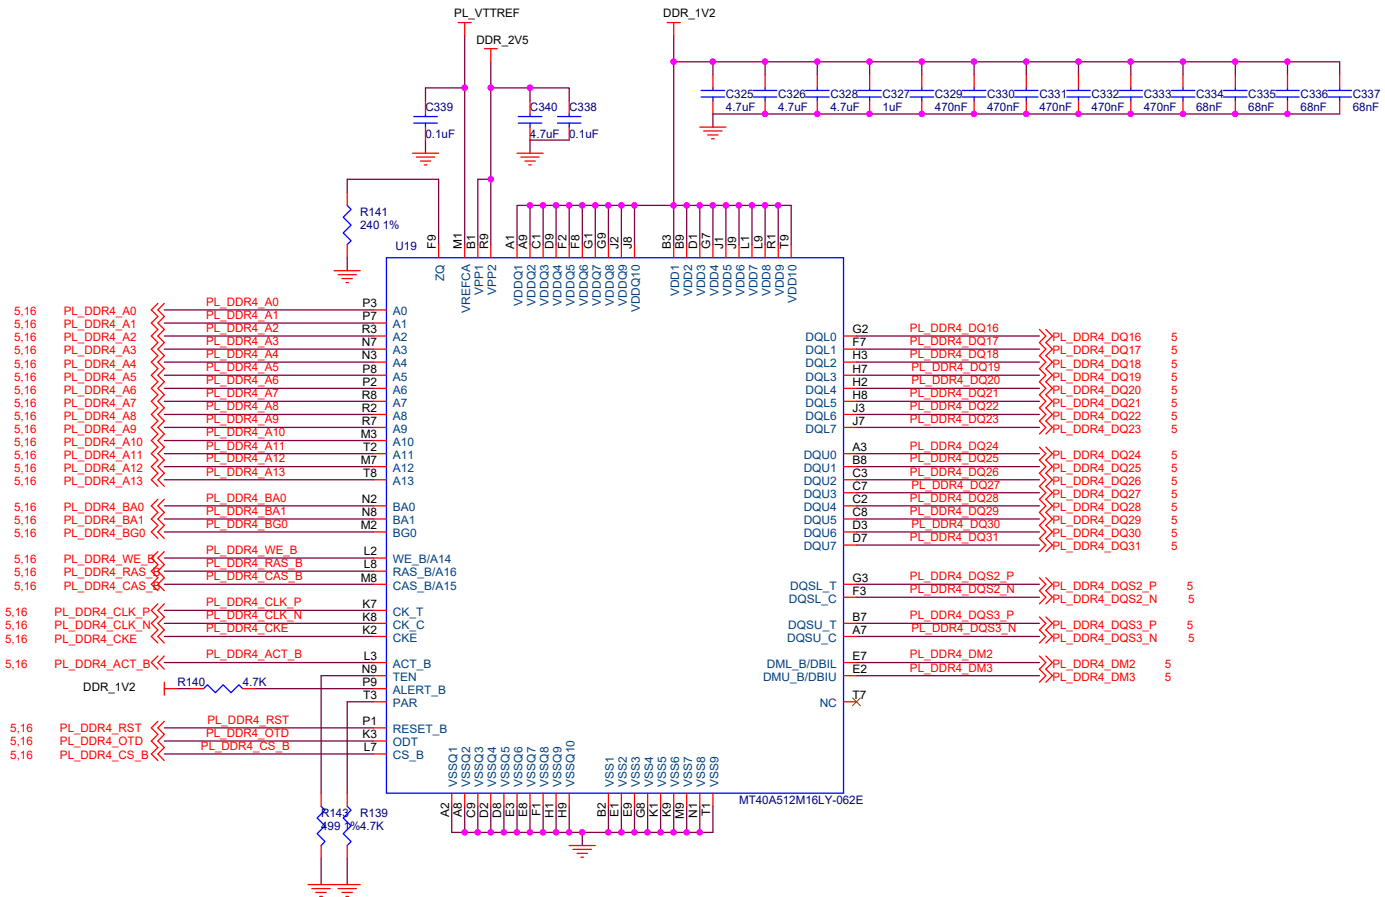 PL_VTTREF
DDR_1V2
DDR_2V5
C339
0.1uF
C340
4.7uF
C338
0.1uF
C325
4.7uF
C326
4.7uF
C328
4.7uF
C327
1uF
C329
470nF
C330
470nF
C331
470nF
C332
470nF
C333
470nF
C334
68nF
C335
68nF
C336
68nF
C337
68nF
R141
240 1%
U19
F9 M1 B1 R9 A1 A9 C1 D9 F2 F8 G1 G9 J2 J8 B3 B9 D1 G7 J1 J9 L1 L9 R1 T9
ZQ VREFCA VPP1 VPP2 VDDQ1 VDDQ2 VDDQ3 VDDQ4 VDDQ5 VDDQ6 VDDQ7 VDDQ8 VDDQ9 VDDQ10 VDD1 VDD2 VDD3 VDD4 VDD5 VDD6 VDD7 VDD8 VDD9 VDD10
5,16 PL_DDR4_A0 PL_DDR4_A0 P3 A0
5,16 PL_DDR4_A1 PL_DDR4_A1 P7 A1
5,16 PL_DDR4_A2 PL_DDR4_A2 R3 A2
5,16 PL_DDR4_A3 PL_DDR4_A3 N7 A3
5,16 PL_DDR4_A4 PL_DDR4_A4 N3 A4
5,16 PL_DDR4_A5 PL_DDR4_A5 P8 A5
5,16 PL_DDR4_A6 PL_DDR4_A6 P2 A6
5,16 PL_DDR4_A7 PL_DDR4_A7 R8 A7
5,16 PL_DDR4_A8 PL_DDR4_A8 R2 A8
5,16 PL_DDR4_A9 PL_DDR4_A9 R7 A9
5,16 PL_DDR4_A10 PL_DDR4_A10 M3 A10
5,16 PL_DDR4_A11 PL_DDR4_A11 T2 A11
5,16 PL_DDR4_A12 PL_DDR4_A12 M7 A12
5,16 PL_DDR4_A13 PL_DDR4_A13 T8 A13
5,16 PL_DDR4_BA0 PL_DDR4_BA0 N2 BA0
5,16 PL_DDR4_BA1 PL_DDR4_BA1 N8 BA1
5,16 PL_DDR4_BG0 PL_DDR4_BG0 M2 BG0
5,16 PL_DDR4_WE_B PL_DDR4_WE_B L2 WE_B/A14
5,16 PL_DDR4_RAS_B PL_DDR4_RAS_B L8 RAS_B/A16
5,16 PL_DDR4_CAS_B PL_DDR4_CAS_B M8 CAS_B/A15
5,16 PL_DDR4_CLK_P PL_DDR4_CLK_P K7 CK_T
5,16 PL_DDR4_CLK_N PL_DDR4_CLK_N K8 CK_C
5,16 PL_DDR4_CKE PL_DDR4_CKE K2 CKE
5,16 PL_DDR4_ACT_B PL_DDR4_ACT_B L3 ACT_B
N9 TEN
DDR_1V2 R140 4.7K P9 ALERT_B
T3 PAR
5,16 PL_DDR4_RST PL_DDR4_RST P1 RESET_B
5,16 PL_DDR4_OTD PL_DDR4_OTD K3 ODT
5,16 PL_DDR4_CS_B PL_DDR4_CS_B L7 CS_B
DQL0 G2 PL_DDR4_DQ16 PL_DDR4_DQ16 5
DQL1 F7 PL_DDR4_DQ17 PL_DDR4_DQ17 5
DQL2 H3 PL_DDR4_DQ18 PL_DDR4_DQ18 5
DQL3 H7 PL_DDR4_DQ19 PL_DDR4_DQ19 5
DQL4 H2 PL_DDR4_DQ20 PL_DDR4_DQ20 5
DQL5 H8 PL_DDR4_DQ21 PL_DDR4_DQ21 5
DQL6 J3 PL_DDR4_DQ22 PL_DDR4_DQ22 5
DQL7 J7 PL_DDR4_DQ23 PL_DDR4_DQ23 5
DQU0 A3 PL_DDR4_DQ24 PL_DDR4_DQ24 5
DQU1 B8 PL_DDR4_DQ25 PL_DDR4_DQ25 5
DQU2 C3 PL_DDR4_DQ26 PL_DDR4_DQ26 5
DQU3 C7 PL_DDR4_DQ27 PL_DDR4_DQ27 5
DQU4 C2 PL_DDR4_DQ28 PL_DDR4_DQ28 5
DQU5 C8 PL_DDR4_DQ29 PL_DDR4_DQ29 5
DQU6 D3 PL_DDR4_DQ30 PL_DDR4_DQ30 5
DQU7 D7 PL_DDR4_DQ31 PL_DDR4_DQ31 5
DQSL_T G3 PL_DDR4_DQS2_P PL_DDR4_DQS2_P 5
DQSL_C F3 PL_DDR4_DQS2_N PL_DDR4_DQS2_N 5
DQSU_T B7 PL_DDR4_DQS3_P PL_DDR4_DQS3_P 5
DQSU_C A7 PL_DDR4_DQS3_N PL_DDR4_DQS3_N 5
DML_B/DBIL E7 PL_DDR4_DM2 PL_DDR4_DM2 5
DMU_B/DBIU E2 PL_DDR4_DM3 PL_DDR4_DM3 5
NC T7
VSSQ1 VSSQ2 VSSQ3 VSSQ4 VSSQ5 VSSQ6 VSSQ7 VSSQ8 VSSQ9 VSSQ10 VSS1 VSS2 VSS3 VSS4 VSS5 VSS6 VSS7 VSS8 VSS9
A2 A8 C9 D2 D8 E3 E8 F1 H1 H9 B2 E1 E9 G8 K1 K9 M9 N1 T1
MT40A512M16LY-062E
R143
499 1%
R139
4.7K